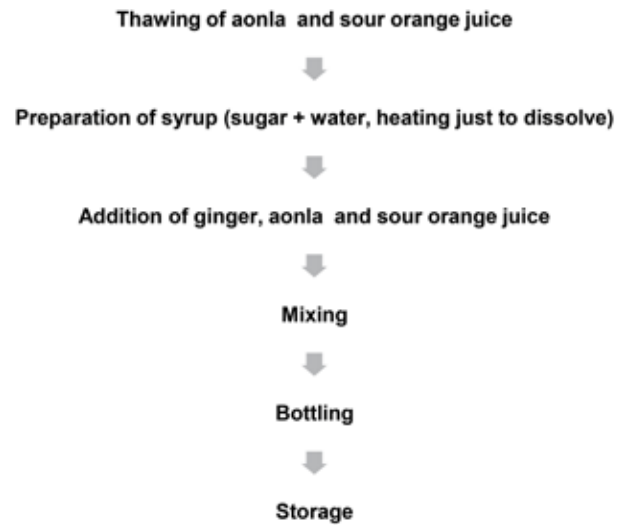 Thawing of aonla and sour orange juice
Preparation of syrup (sugar + water, heating just to dissolve)
Addition of ginger, aonla and sour orange juice
Mixing
Bottling
Storage